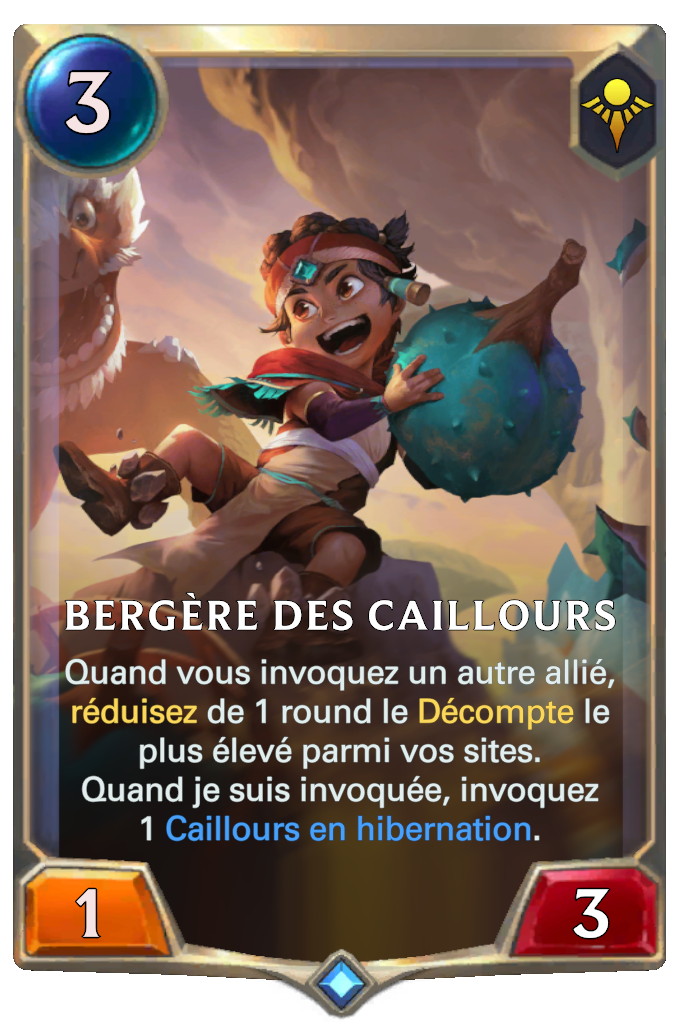 3
BERGÈRE DES CAILLOURS
Quand vous invoquez un autre allié,
réduisez de 1 round le Décompte le
plus élevé parmi vos sites.
Quand je suis invoquée, invoquez
1 Caillours en hibernation.
1
3